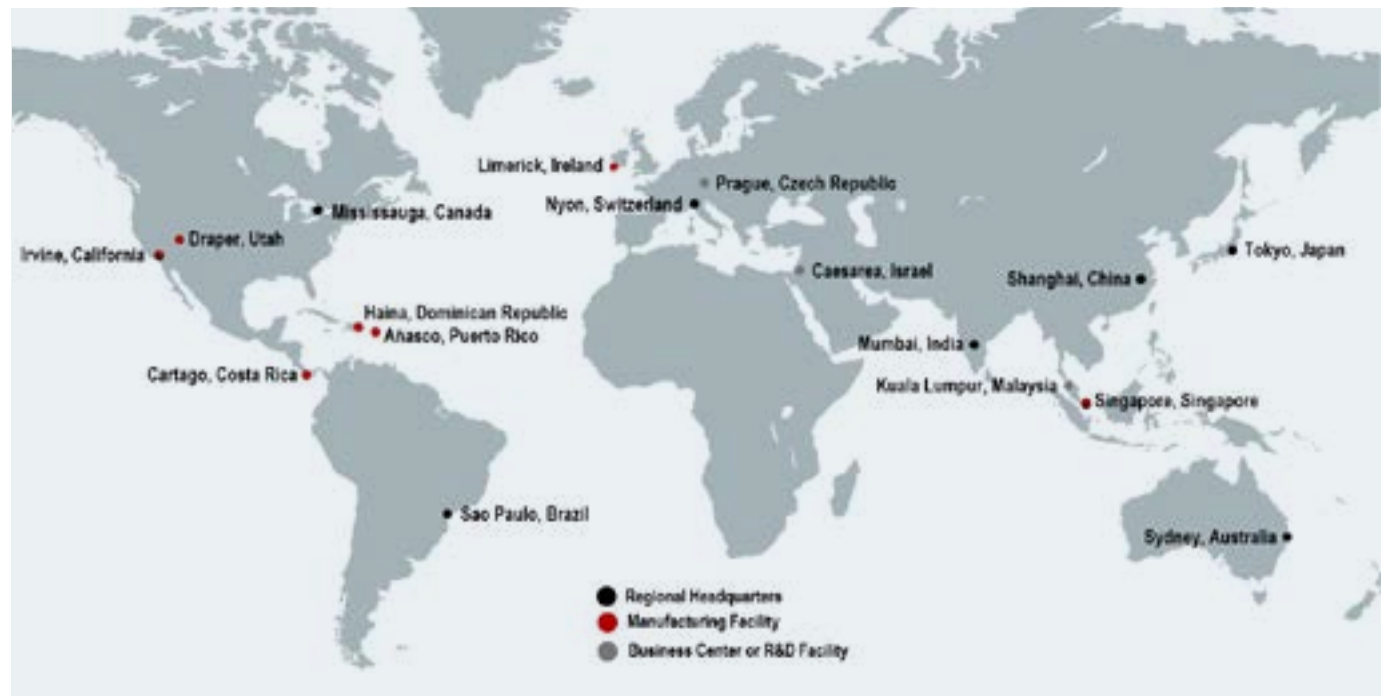 Limerick, Ireland
Prague, Czech Republic
Nyon, Switzerland
Mississauga, Canada
Draper, Utah
Irvine, California
Tokyo, Japan
Caesarea, Israel
Shanghai, China
Haina, Dominican Republic
Añasco, Puerto Rico
Mumbai, India
Cartago, Costa Rica
Kuala Lumpur, Malaysia
Singapore, Singapore
Sao Paulo, Brazil
Sydney, Australia
Regional Headquarters
Manufacturing Facility
Business Center or R&D Facility